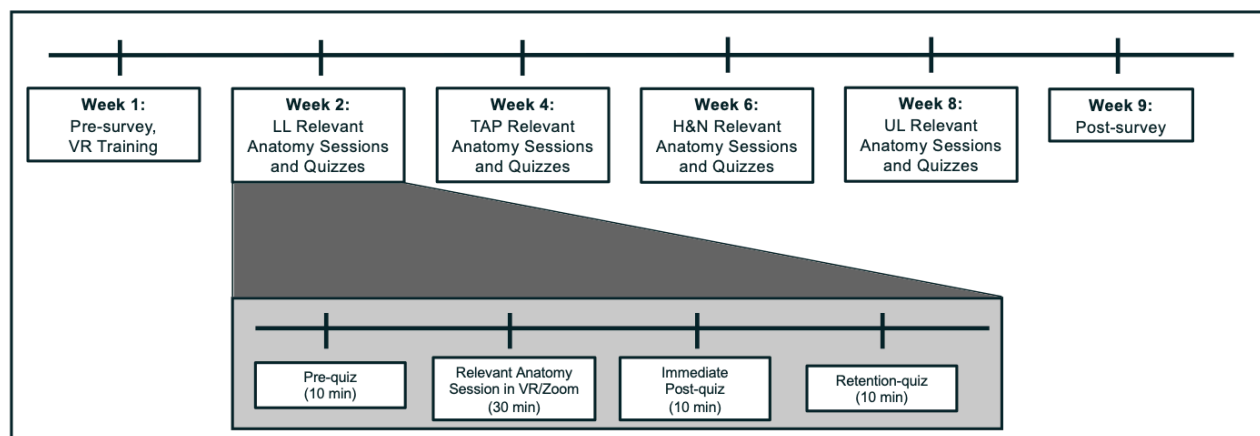 Week 1:
Pre-survey,
VR Training
Week 2:
LL Relevant
Anatomy Sessions
and Quizzes
Week 4:
TAP Relevant
Anatomy Sessions
and Quizzes
Week 6:
H&N Relevant
Anatomy Sessions
and Quizzes
Week 8:
UL Relevant
Anatomy Sessions
and Quizzes
Week 9:
Post-survey
Pre-quiz
(10 min)
Relevant Anatomy
Session in VR/Zoom
(30 min)
Immediate
Post-quiz
(10 min)
Retention-quiz
(10 min)